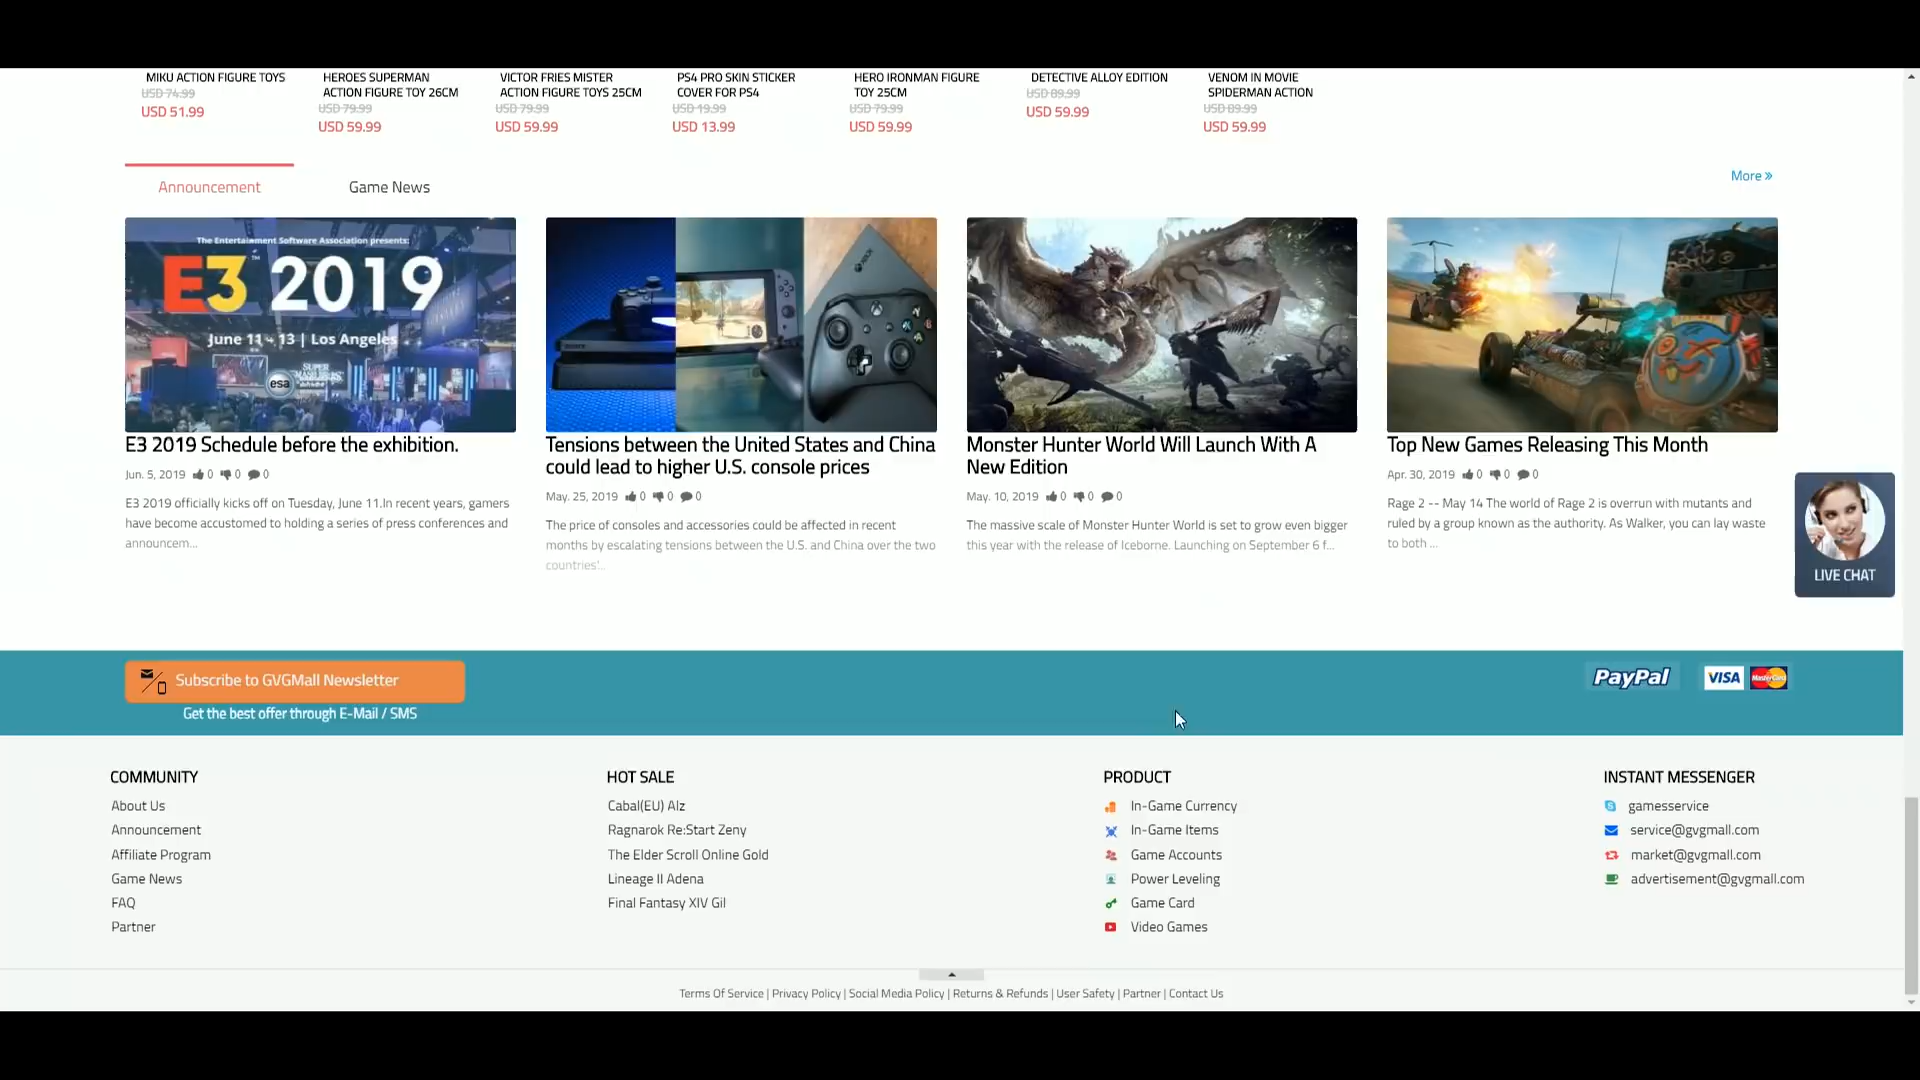 MIKU ACTION FIGURE TOYS
USD 74.99
USD 51.99
HEROES SUPERMAN
ACTION FIGURE TOY 26CM
USD 79.99
USD 59.99
VICTOR FRIES MISTER
ACTION FIGURE TOYS 25CM
USD 79.99
USD 59.99
PS4 PRO SKIN STICKER
COVER FOR PS4
USD 19.99
USD 13.99
HERO IRONMAN FIGURE
TOY 25CM
USD 79.99
USD 59.99
DETECTIVE ALLOY EDITION
USD 89.99
USD 59.99
VENOM IN MOVIE
SPIDERMAN ACTION
USD 89.99
USD 59.99
Announcement
Game News
More »
The Entertainment Software Association presents:
E3 2019
June 11 - 13 | Los Angeles
SUPER
esa
XBOX
E3 2019 Schedule before the exhibition.
Jun. 5, 2019 0 0 0
E3 2019 officially kicks off on Tuesday, June 11.In recent years, gamers
have become accustomed to holding a series of press conferences and
announcem...
Tensions between the United States and China
could lead to higher U.S. console prices
May. 25, 2019 0 0 0
The price of consoles and accessories could be affected in recent
months by escalating tensions between the U.S. and China over the two
countries'...
Monster Hunter World Will Launch With A
New Edition
May. 10, 2019 0 0 0
The massive scale of Monster Hunter World is set to grow even bigger
this year with the release of Iceborne. Launching on September 6 f...
Top New Games Releasing This Month
Apr. 30, 2019 0 0 0
Rage 2 -- May 14 The world of Rage 2 is overrun with mutants and
ruled by a group known as the authority. As Walker, you can lay waste
to both ...
LIVE CHAT
Subscribe to GVGMall Newsletter
Get the best offer through E-Mail / SMS
PayPal
VISA
MasterCard
COMMUNITY
About Us
Announcement
Affiliate Program
Game News
FAQ
Partner
HOT SALE
Cabal(EU) Alz
Ragnarok Re:Start Zeny
The Elder Scroll Online Gold
Lineage II Adena
Final Fantasy XIV Gil
PRODUCT
In-Game Currency
In-Game Items
Game Accounts
Power Leveling
Game Card
Video Games
INSTANT MESSENGER
gamesservice
service@gvgmall.com
market@gvgmall.com
advertisement@gvgmall.com
Terms Of Service | Privacy Policy | Social Media Policy | Returns & Refunds | User Safety | Partner | Contact Us